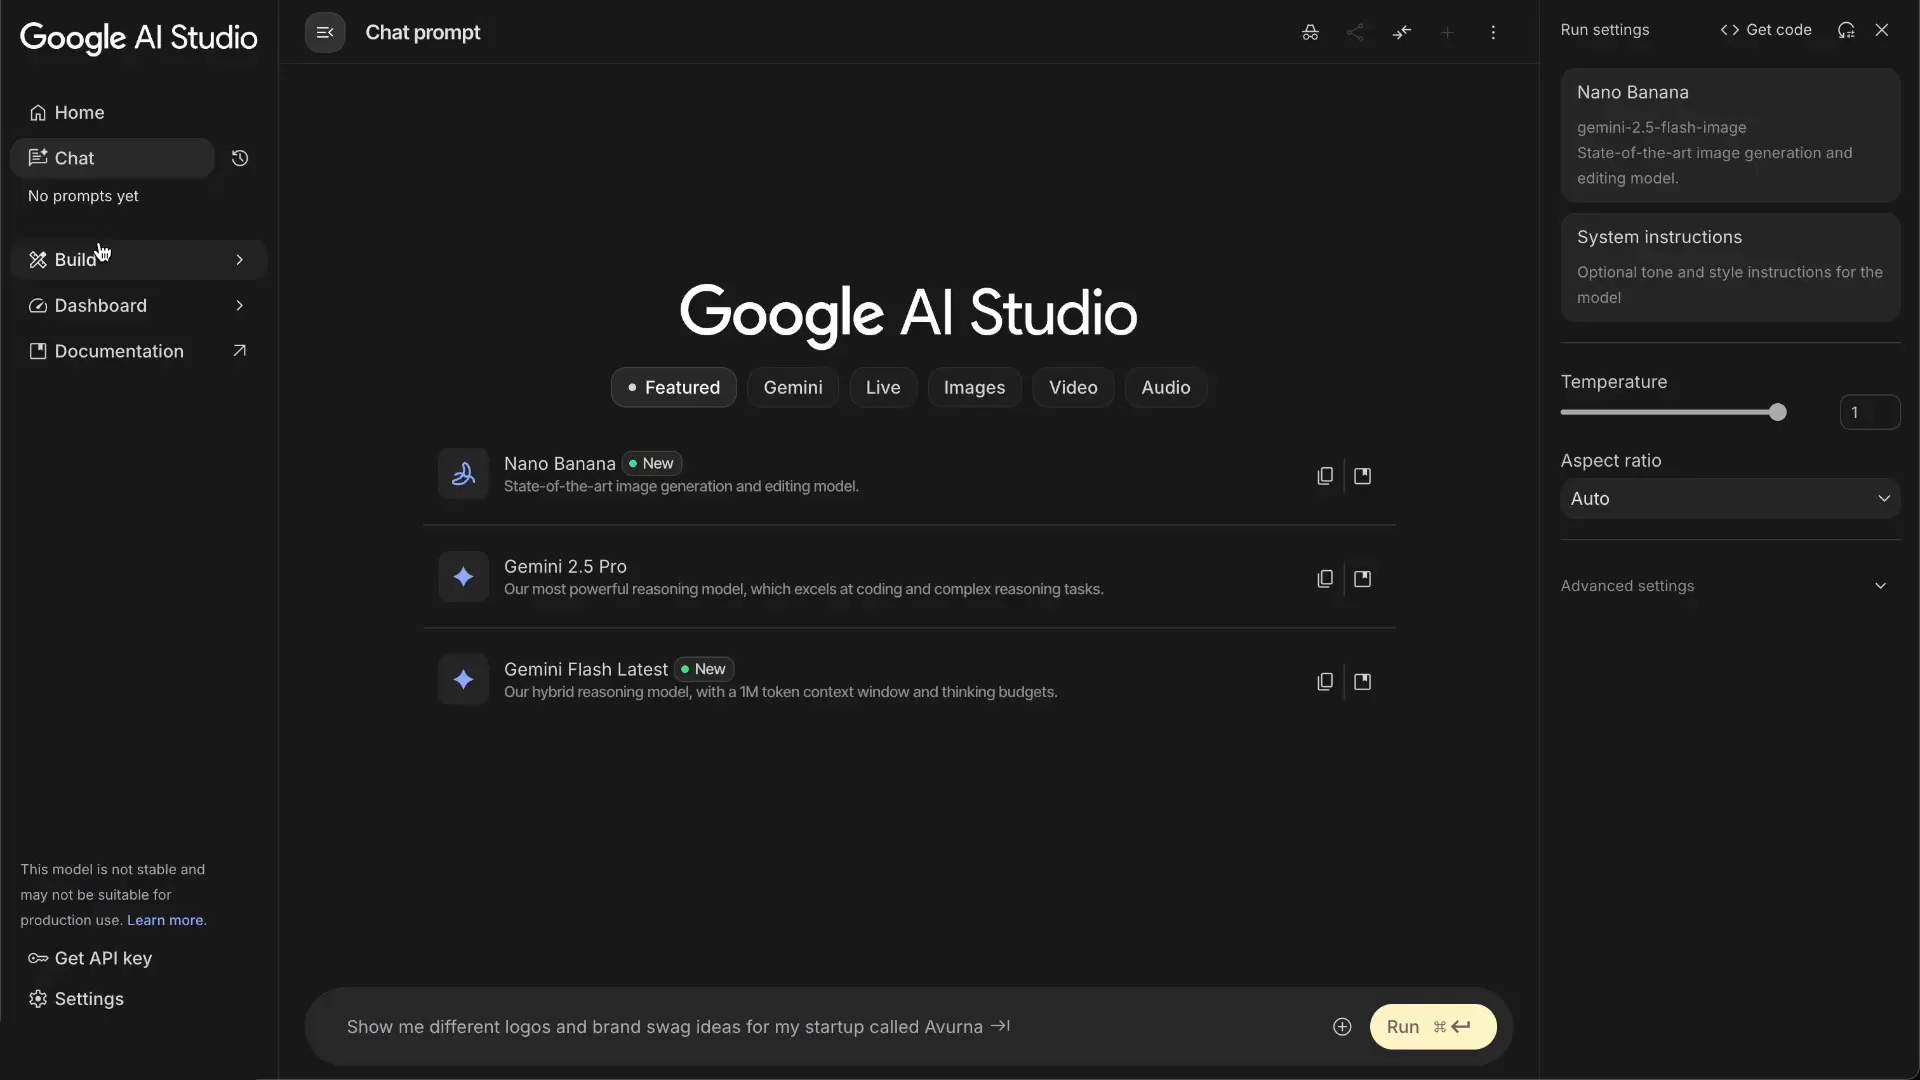 Google AI Studio
Home
Chat
No prompts yet
Build
Dashboard
Documentation
This model is not stable and
may not be suitable for
production use. Learn more.
Get API key
Settings
Chat prompt
Google AI Studio
Featured
Gemini
Live
Images
Video
Audio
Nano Banana New
State-of-the-art image generation and editing model.
Gemini 2.5 Pro
Our most powerful reasoning model, which excels at coding and complex reasoning tasks.
Gemini Flash Latest New
Our hybrid reasoning model, with a 1M token context window and thinking budgets.
Show me different logos and brand swag ideas for my startup called Avurna
Run ⌘↵
Run settings
<> Get code
Nano Banana
gemini-2.5-flash-image
State-of-the-art image generation and
editing model.
System instructions
Optional tone and style instructions for the
model
Temperature
1
Aspect ratio
Auto
Advanced settings